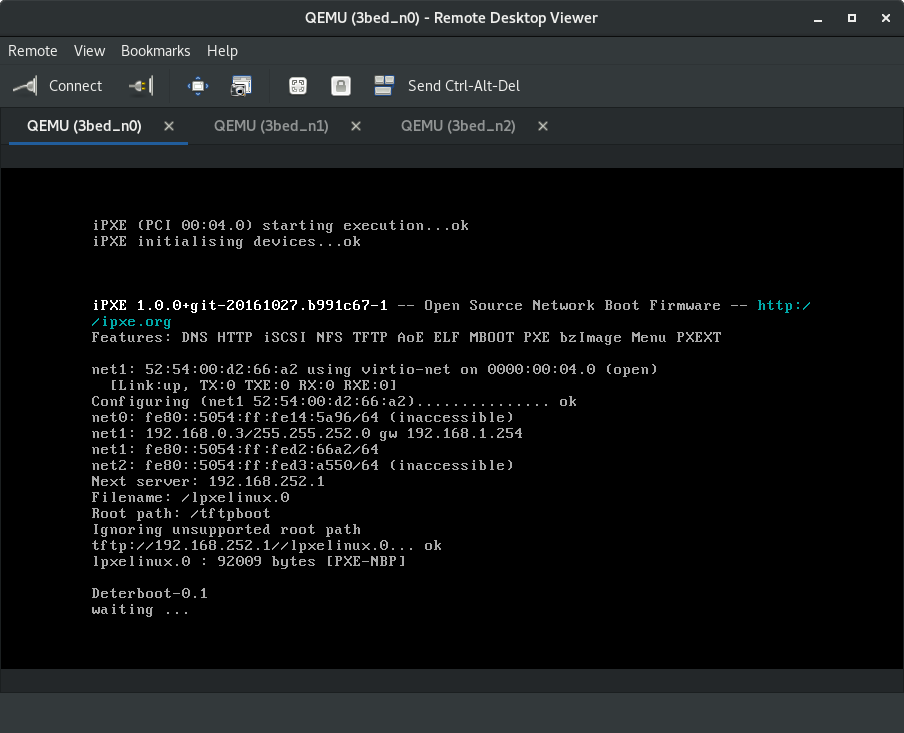 QEMU (3bed_n0) - Remote Desktop Viewer
Remote View Bookmarks Help
Connect Send Ctrl-Alt-Del
QEMU (3bed_n0) QEMU (3bed_n1) QEMU (3bed_n2)
iPXE (PCI 00:04.0) starting execution...ok
iPXE initialising devices...ok
iPXE 1.0.0+git-20161027.b991c67-1 -- Open Source Network Boot Firmware -- http:/
/ipxe.org
Features: DNS HTTP iSCSI NFS TFTP AoE ELF MBOOT PXE bzImage Menu PXEXT
net1: 52:54:00:d2:66:a2 using virtio-net on 0000:00:04.0 (open)
[Link:up, TX:0 TXE:0 RX:0 RXE:0]
Configuring (net1 52:54:00:d2:66:a2)............... ok
net0: fe80::5054:ff:fe14:5a96/64 (inaccessible)
net1: 192.168.0.3/255.255.252.0 gw 192.168.1.254
net1: fe80::5054:ff:fed2:66a2/64
net2: fe80::5054:ff:fed3:a550/64 (inaccessible)
Next server: 192.168.252.1
Filename: /lpxelinux.0
Root path: /tftpboot
Ignoring unsupported root path
tftp://192.168.252.1//lpxelinux.0... ok
lpxelinux.0 : 92009 bytes [PXE-NBP]
Deterboot-0.1
waiting ...